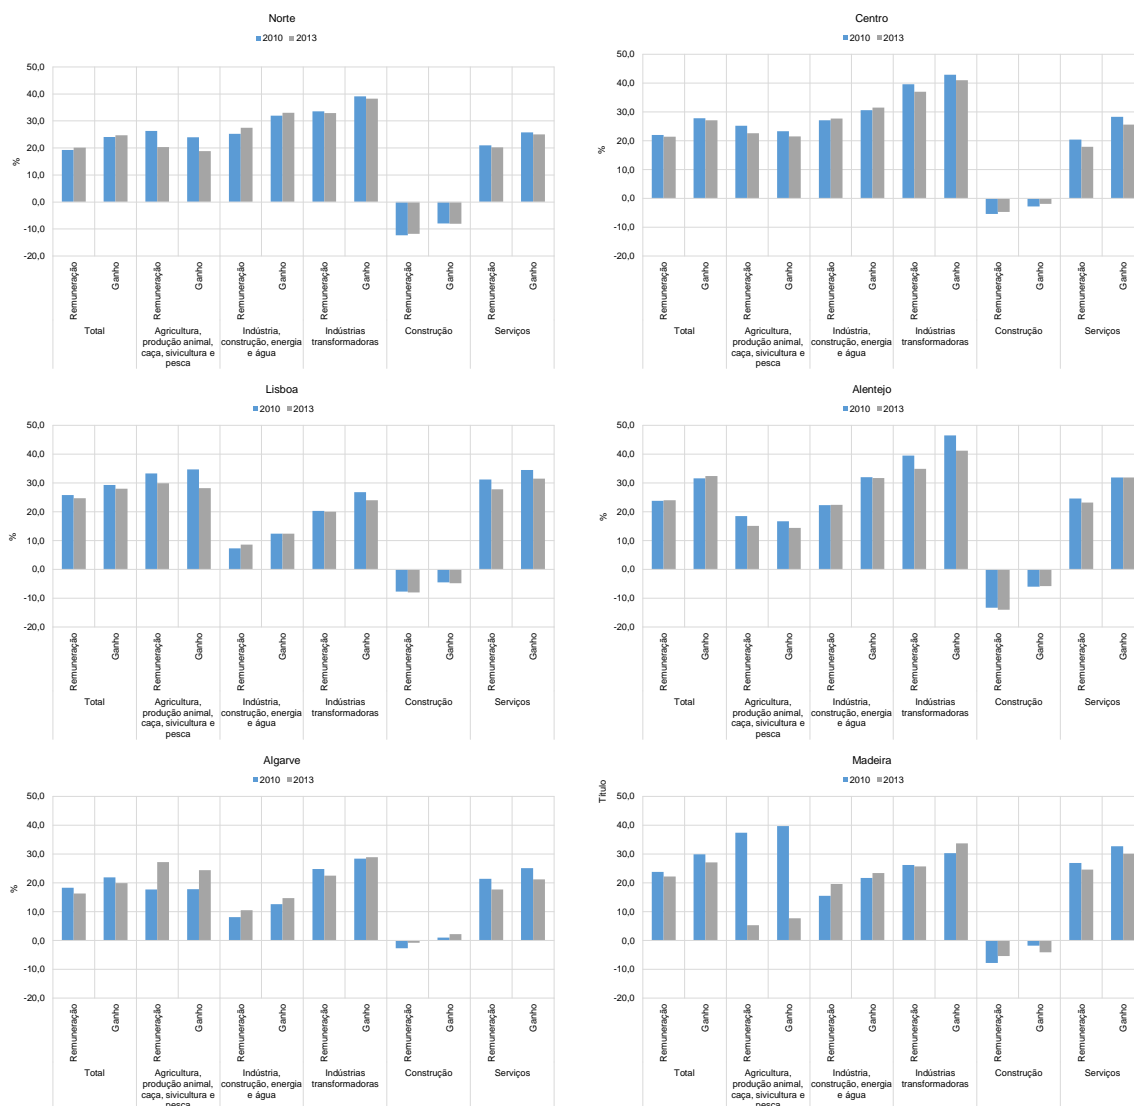 Norte
2010 2013
50,0
40,0
30,0
20,0
10,0
0,0
-10,0
-20,0
%
Remuneração
Ganho
Remuneração
Ganho
Remuneração
Ganho
Remuneração
Ganho
Remuneração
Ganho
Remuneração
Ganho
Total
Agricultura,
produção animal,
caça, sivicultura e
pesca
Indústria,
construção, energia
e água
Indústrias
transformadoras
Construção
Serviços
Centro
2010 2013
50,0
40,0
30,0
20,0
10,0
0,0
-10,0
-20,0
%
Remuneração
Ganho
Remuneração
Ganho
Remuneração
Ganho
Remuneração
Ganho
Remuneração
Ganho
Remuneração
Ganho
Total
Agricultura,
produção animal,
caça, sivicultura e
pesca
Indústria,
construção, energia
e água
Indústrias
transformadoras
Construção
Serviços
Lisboa
2010 2013
50,0
40,0
30,0
20,0
10,0
0,0
-10,0
-20,0
%
Remuneração
Ganho
Remuneração
Ganho
Remuneração
Ganho
Remuneração
Ganho
Remuneração
Ganho
Remuneração
Ganho
Total
Agricultura,
produção animal,
caça, sivicultura e
pesca
Indústria,
construção, energia
e água
Indústrias
transformadoras
Construção
Serviços
Alentejo
2010 2013
50,0
40,0
30,0
20,0
10,0
0,0
-10,0
-20,0
%
Remuneração
Ganho
Remuneração
Ganho
Remuneração
Ganho
Remuneração
Ganho
Remuneração
Ganho
Remuneração
Ganho
Total
Agricultura,
produção animal,
caça, sivicultura e
pesca
Indústria,
construção, energia
e água
Indústrias
transformadoras
Construção
Serviços
Algarve
2010 2013
50,0
40,0
30,0
20,0
10,0
0,0
-10,0
-20,0
%
Remuneração
Ganho
Remuneração
Ganho
Remuneração
Ganho
Remuneração
Ganho
Remuneração
Ganho
Remuneração
Ganho
Total
Agricultura,
produção animal,
caça, sivicultura e
pesca
Indústria,
construção, energia
e água
Indústrias
transformadoras
Construção
Serviços
Madeira
2010 2013
Título
50,0
40,0
30,0
20,0
10,0
0,0
-10,0
-20,0
Remuneração
Ganho
Remuneração
Ganho
Remuneração
Ganho
Remuneração
Ganho
Remuneração
Ganho
Remuneração
Ganho
Total
Agricultura,
produção animal,
caça, sivicultura e
pesca
Indústria,
construção, energia
e água
Indústrias
transformadoras
Construção
Serviços